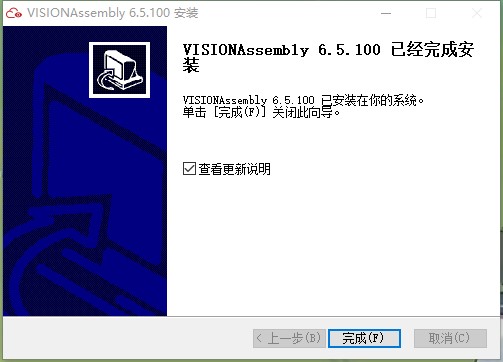 VISIONAssembly 6.5.100 安装
VISIONAssembly 6.5.100 已经完成安
装
VISIONAssembly 6.5.100 已安装在你的系统。
单击 [完成(F)] 关闭此向导。
查看更新说明
< 上一步(B)
完成(F)
取消(C)